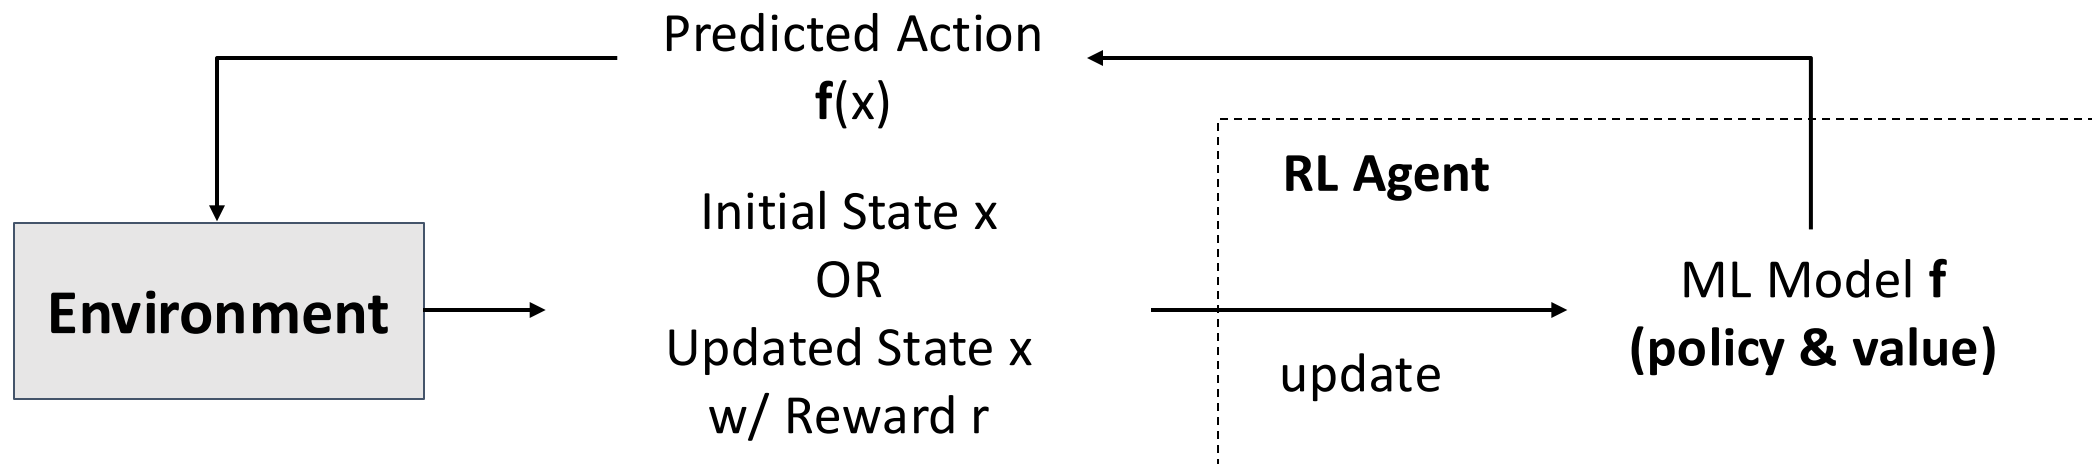 Predicted Action
f(x)
Environment
Initial State x
OR
Updated State x
w/ Reward r
RL Agent
update
ML Model f
(policy & value)